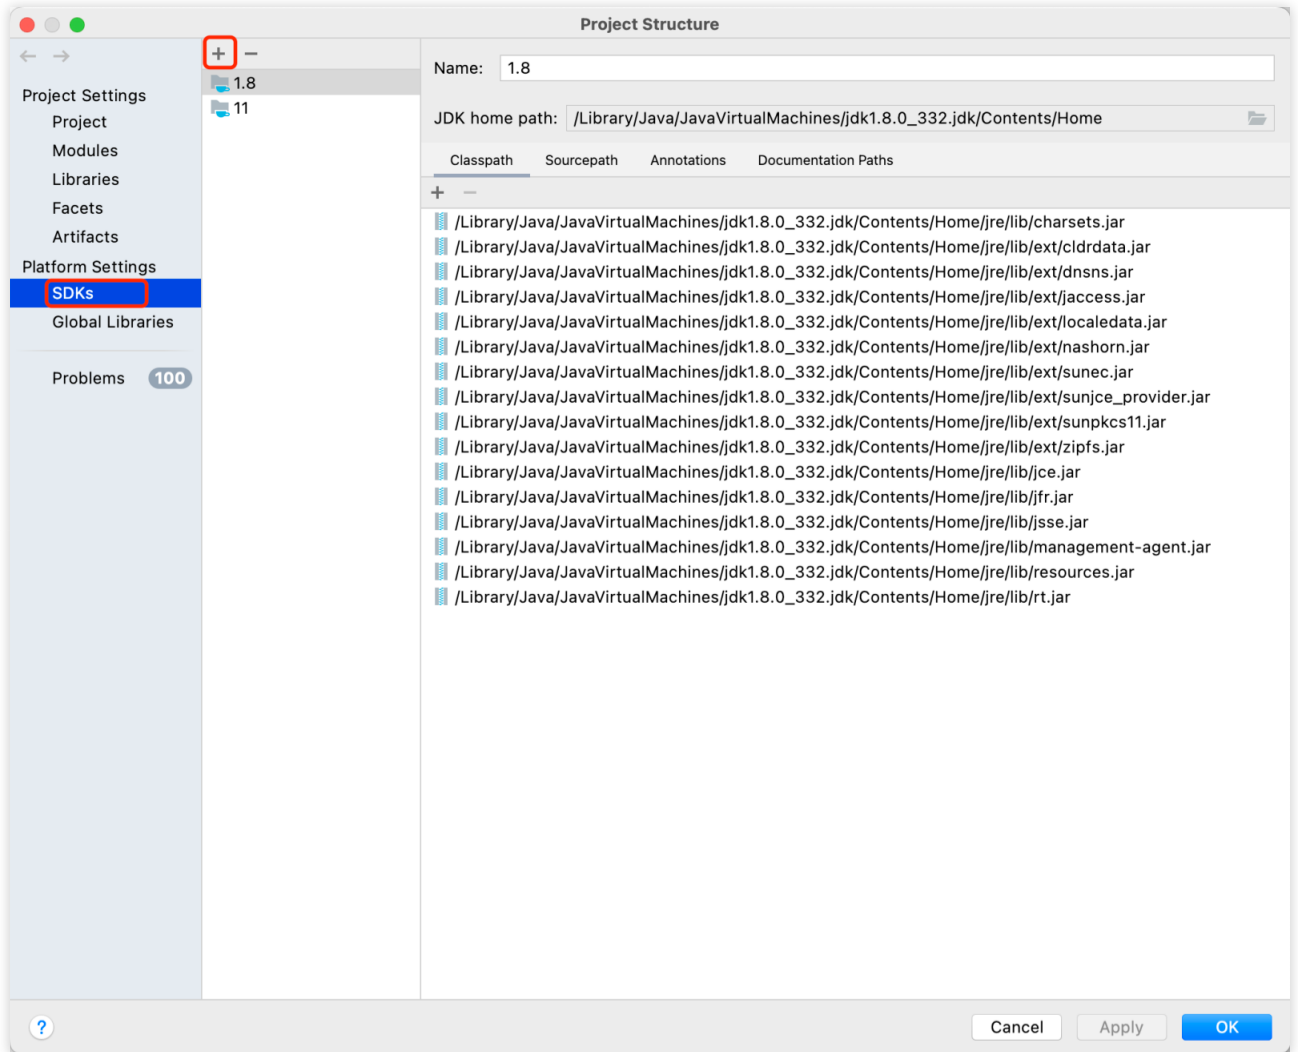 Project Structure
Project Settings
Project
Modules
Libraries
Facets
Artifacts
Platform Settings
SDKs
Global Libraries
Problems 100
1.8
11
Name: 1.8
JDK home path: /Library/Java/JavaVirtualMachines/jdk1.8.0_332.jdk/Contents/Home
Classpath Sourcepath Annotations Documentation Paths
/Library/Java/JavaVirtualMachines/jdk1.8.0_332.jdk/Contents/Home/jre/lib/charsets.jar
/Library/Java/JavaVirtualMachines/jdk1.8.0_332.jdk/Contents/Home/jre/lib/ext/cldrdata.jar
/Library/Java/JavaVirtualMachines/jdk1.8.0_332.jdk/Contents/Home/jre/lib/ext/dnsns.jar
/Library/Java/JavaVirtualMachines/jdk1.8.0_332.jdk/Contents/Home/jre/lib/ext/jaccess.jar
/Library/Java/JavaVirtualMachines/jdk1.8.0_332.jdk/Contents/Home/jre/lib/ext/localedata.jar
/Library/Java/JavaVirtualMachines/jdk1.8.0_332.jdk/Contents/Home/jre/lib/ext/nashorn.jar
/Library/Java/JavaVirtualMachines/jdk1.8.0_332.jdk/Contents/Home/jre/lib/ext/sunec.jar
/Library/Java/JavaVirtualMachines/jdk1.8.0_332.jdk/Contents/Home/jre/lib/ext/sunjce_provider.jar
/Library/Java/JavaVirtualMachines/jdk1.8.0_332.jdk/Contents/Home/jre/lib/ext/sunpkcs11.jar
/Library/Java/JavaVirtualMachines/jdk1.8.0_332.jdk/Contents/Home/jre/lib/ext/zipfs.jar
/Library/Java/JavaVirtualMachines/jdk1.8.0_332.jdk/Contents/Home/jre/lib/jce.jar
/Library/Java/JavaVirtualMachines/jdk1.8.0_332.jdk/Contents/Home/jre/lib/jfr.jar
/Library/Java/JavaVirtualMachines/jdk1.8.0_332.jdk/Contents/Home/jre/lib/jsse.jar
/Library/Java/JavaVirtualMachines/jdk1.8.0_332.jdk/Contents/Home/jre/lib/management-agent.jar
/Library/Java/JavaVirtualMachines/jdk1.8.0_332.jdk/Contents/Home/jre/lib/resources.jar
/Library/Java/JavaVirtualMachines/jdk1.8.0_332.jdk/Contents/Home/jre/lib/rt.jar
? Cancel Apply OK